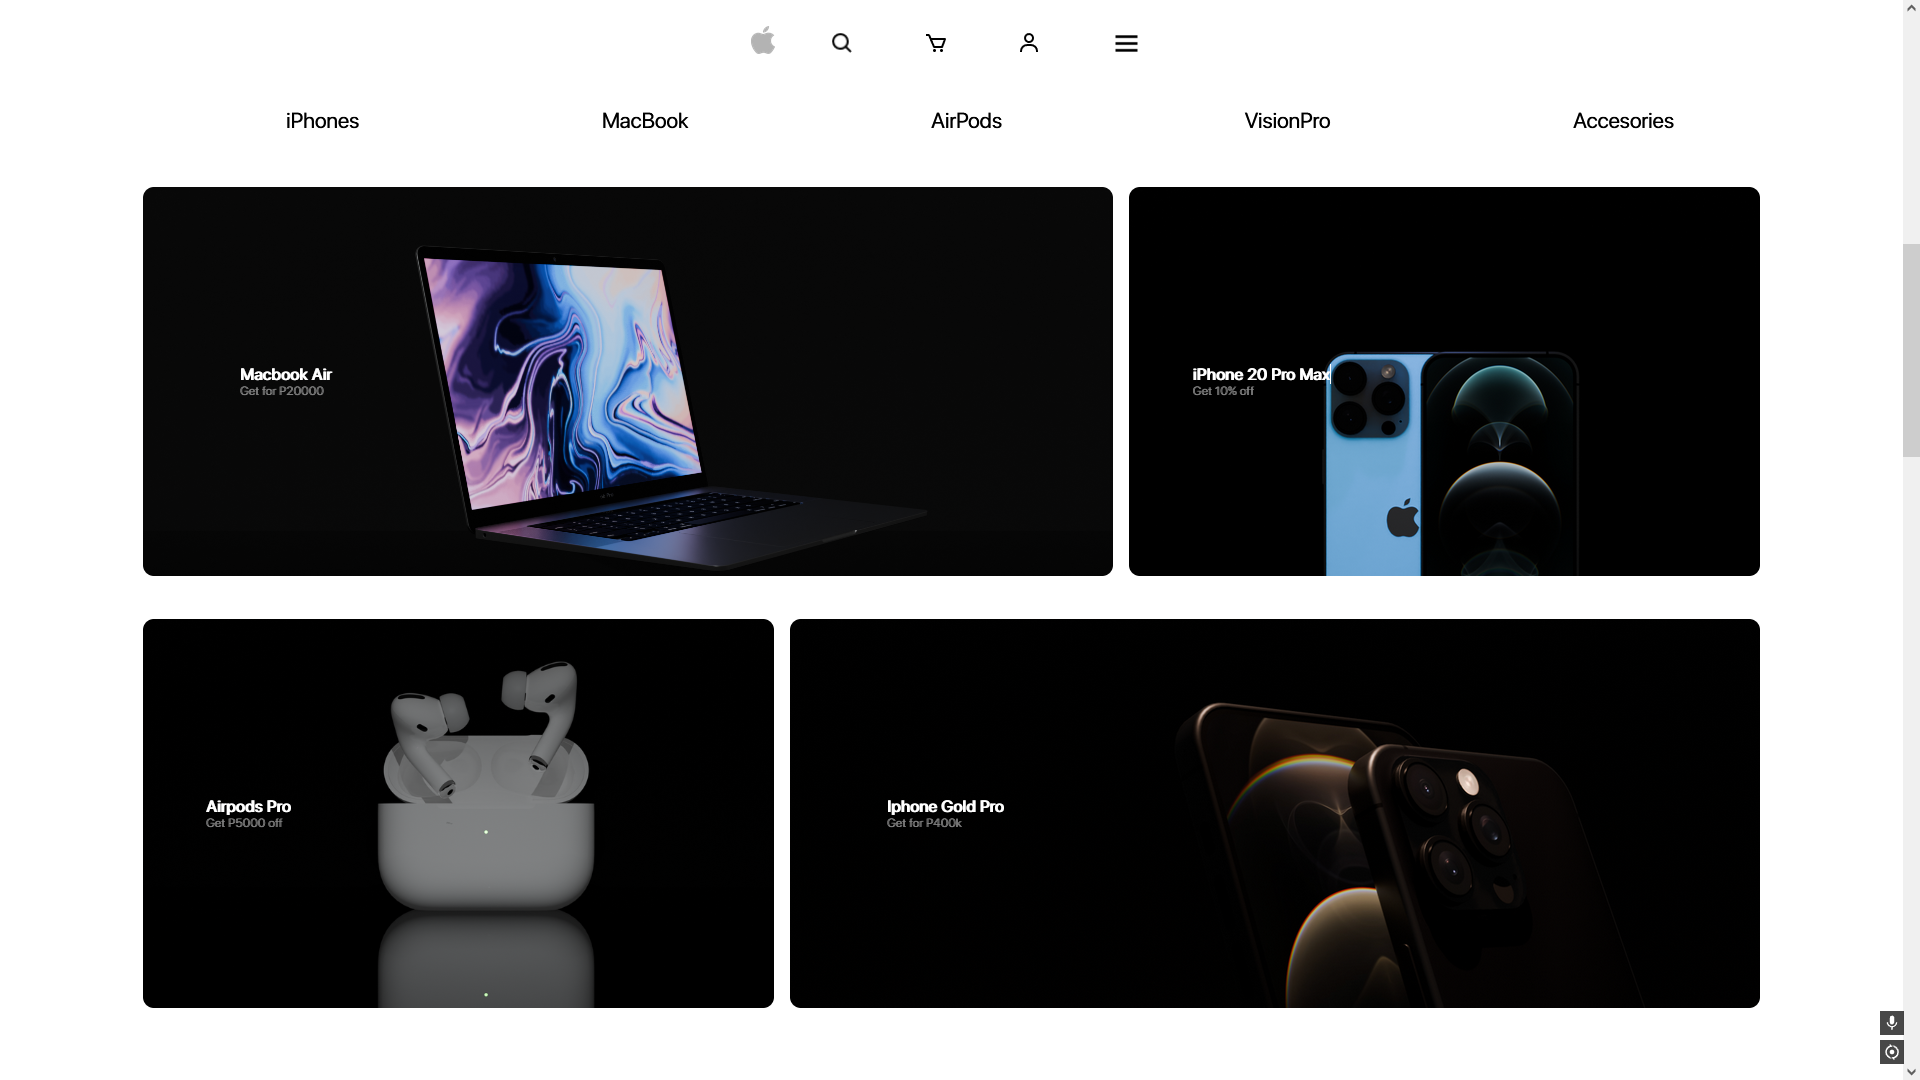 iPhones
MacBook
AirPods
VisionPro
Accesories
Macbook Air
Get for P20000
iPhone 20 Pro Max
Get 10% off
Airpods Pro
Get P5000 off
Iphone Gold Pro
Get for P400k